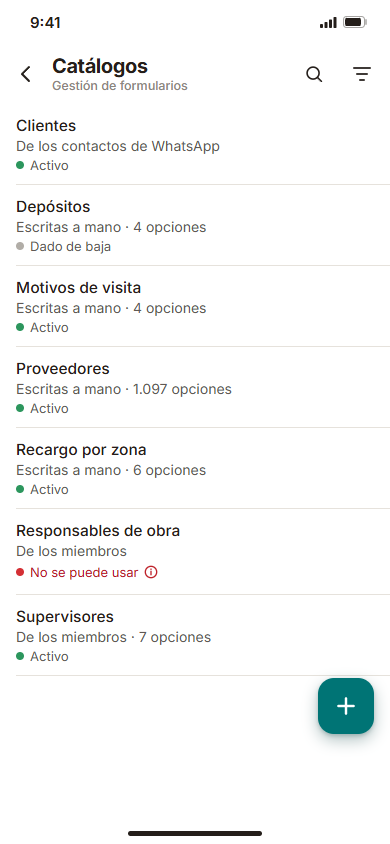 9:41
Catálogos
Gestión de formularios
Clientes
De los contactos de WhatsApp
Activo
Depósitos
Escritas a mano · 4 opciones
Dado de baja
Motivos de visita
Escritas a mano · 4 opciones
Activo
Proveedores
Escritas a mano · 1.097 opciones
Activo
Recargo por zona
Escritas a mano · 6 opciones
Activo
Responsables de obra
De los miembros
No se puede usar
Supervisores
De los miembros · 7 opciones
Activo